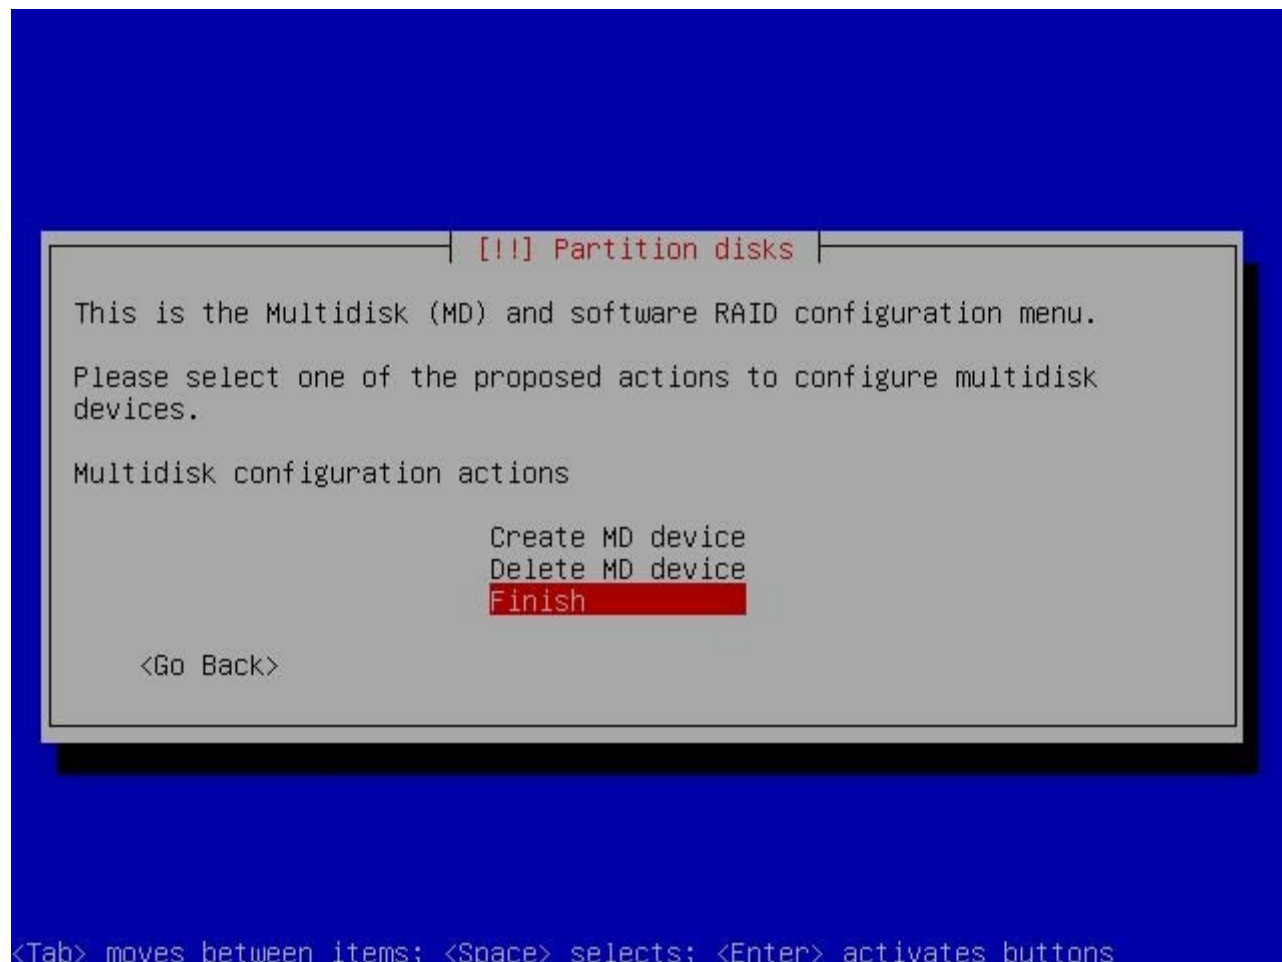 [!!] Partition disks
This is the Multidisk (MD) and software RAID configuration menu.
Please select one of the proposed actions to configure multidisk
devices.
Multidisk configuration actions
Create MD device
Delete MD device
Finish
<Go Back>
<Tab> moves between items; <Space> selects; <Enter> activates buttons